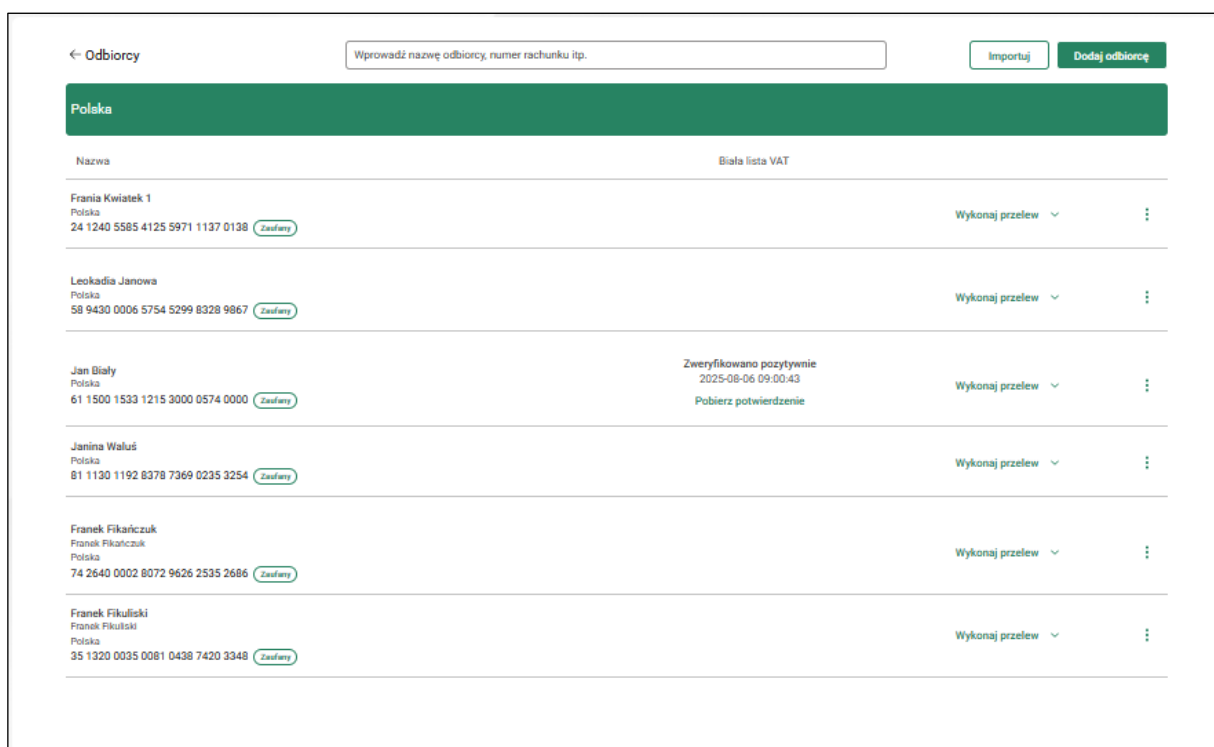 ← Odbiorcy
Wprowadź nazwę odbiorcy, numer rachunku itp.
Importuj
Dodaj odbiorcę
Polska
Nazwa
Biała lista VAT
Frania Kwiatek 1
Polska
24 1240 5585 4125 5971 1137 0138 Zaufany
Wykonaj przelew
Leokadia Janowa
Polska
58 9430 0006 5754 5299 8328 9867 Zaufany
Wykonaj przelew
Jan Biały
Polska
61 1500 1533 1215 3000 0574 0000 Zaufany
Zweryfikowano pozytywnie
2025-08-06 09:00:43
Pobierz potwierdzenie
Wykonaj przelew
Janina Waluś
Polska
81 1130 1192 8378 7369 0235 3254 Zaufany
Wykonaj przelew
Franek Fikańczuk
Franek Fikańczuk
Polska
74 2640 0002 8072 9626 2535 2686 Zaufany
Wykonaj przelew
Franek Fikuliski
Franek Fikuliski
Polska
35 1320 0035 0081 0438 7420 3348 Zaufany
Wykonaj przelew